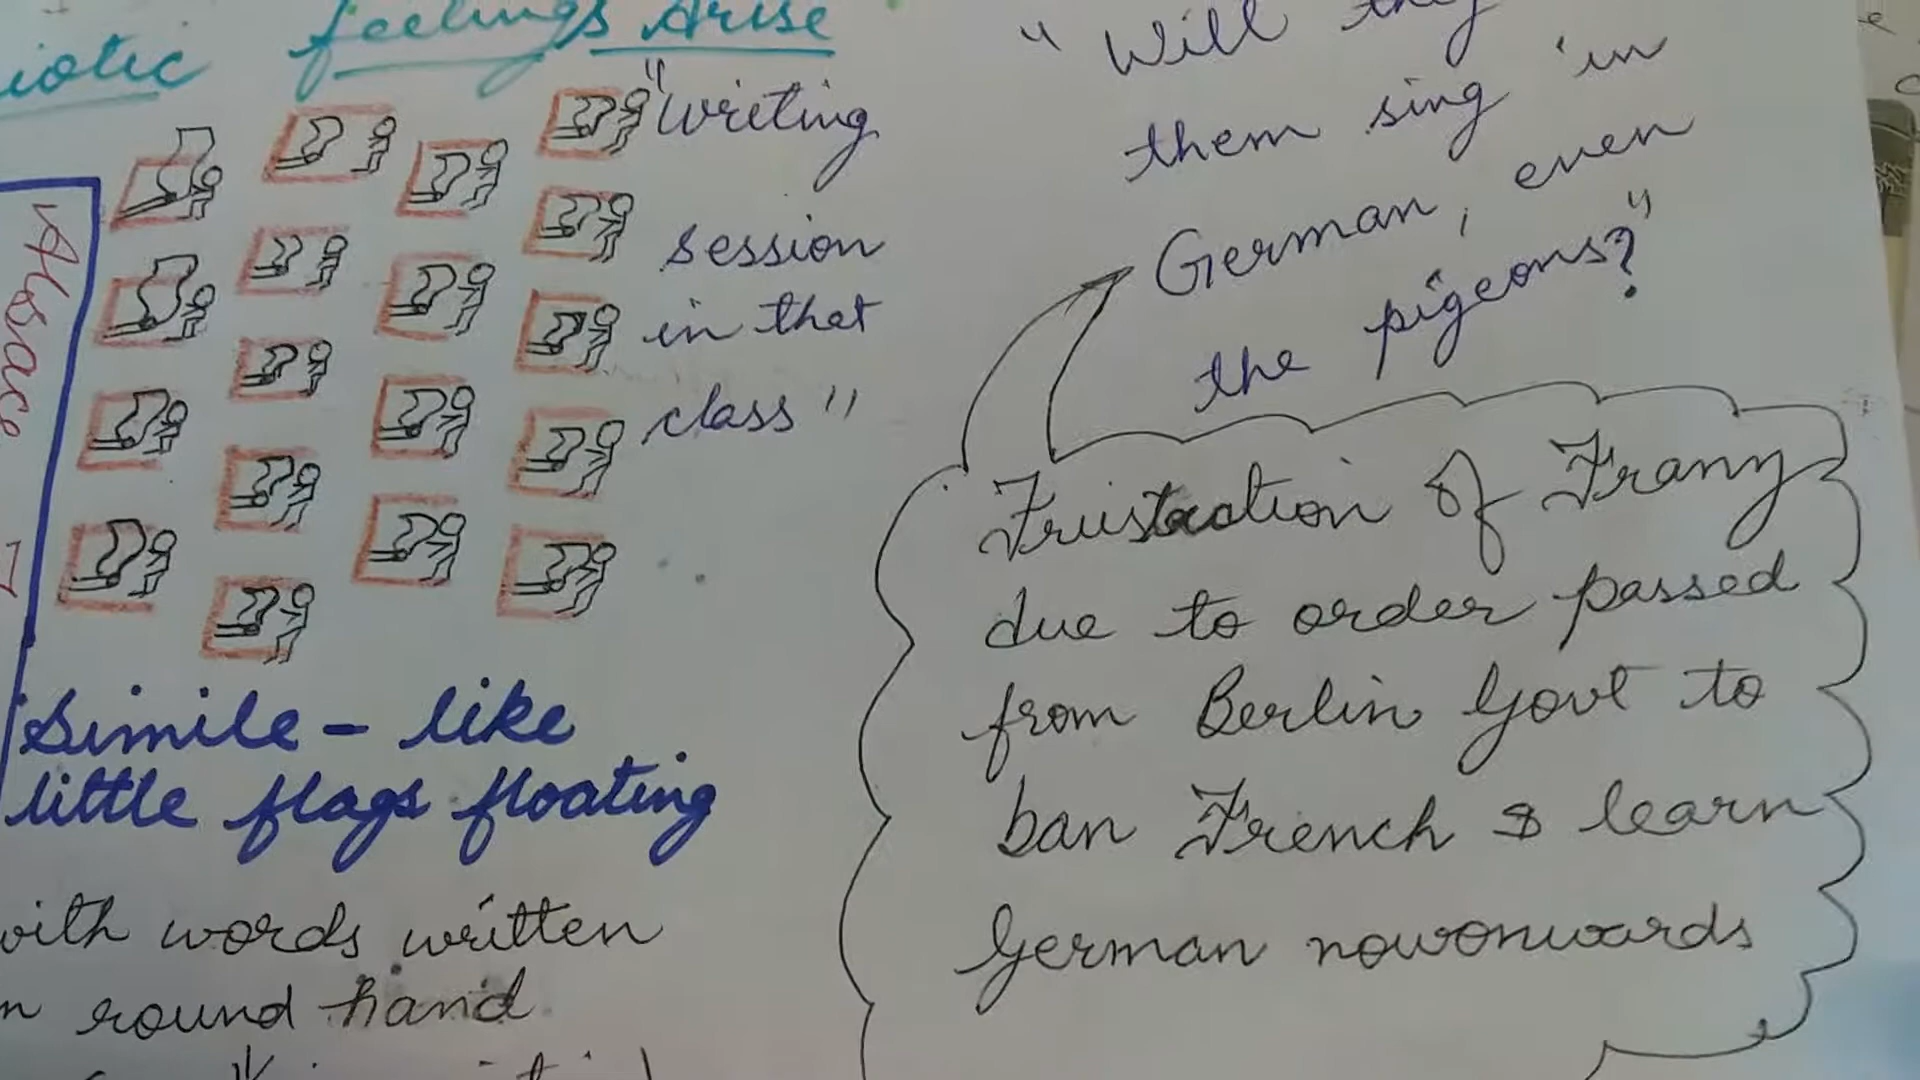 iotic feelings Arise
"Writing
session
in that
class"
Alsace
Simile - like
little flags floating
with words written
n round hand
"Will they
them sing in
German, even
the pigeons?"
Frustration of Frany
due to order passed
from Berlin Govt to
ban French & learn
German nowonwards